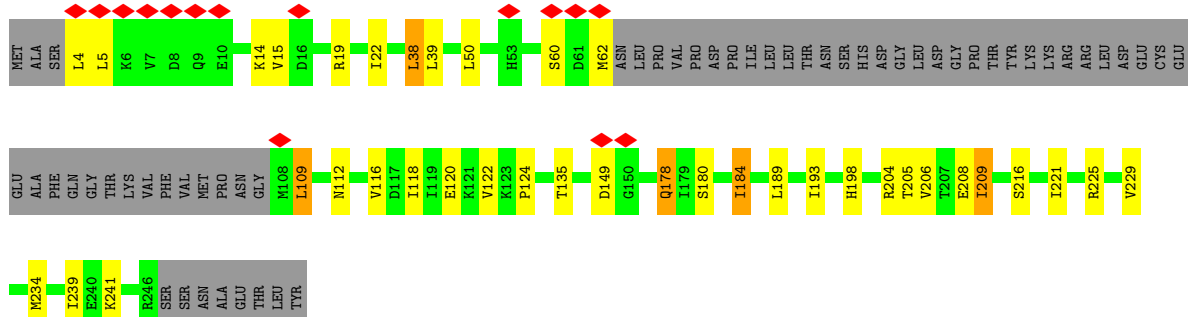 MET ALA SER L4 L5 K6 V7 D8 Q9 E10 K14 V15 D16 R19 I22 L38 L39 L50 H53 S60 D61 M62 ASN LEU PRO VAL PRO ASP PRO ILE LEU LEU THR ASN SER HIS ASP GLY LEU ASP GLY PRO THR TYR LYS LYS ARG ARG LEU ASP GLU CYS GLU
GLU ALA PHE GLN GLY THR LYS VAL PHE VAL MET PRO ASN GLY M108 L109 N112 V116 D117 I118 I119 E120 K121 V122 K123 P124 T135 D149 G150 Q178 I179 S180 I184 L189 I193 H198 R204 T205 V206 T207 E208 I209 S216 I221 R225 V229
M234 I239 E240 K241 R246 SER SER ASN ALA GLU THR LEU TYR